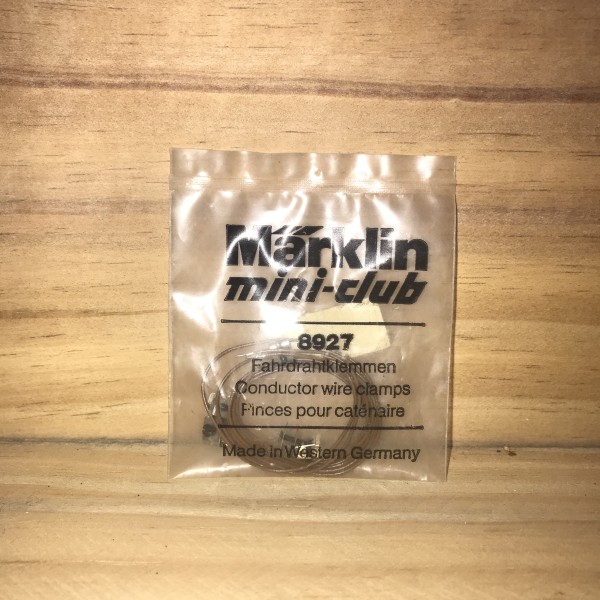 Märklin
mini-club
8927
Fahrdrahtklemmen
Conductor wire clamps
Pinces pour caténaire
Made in Western Germany